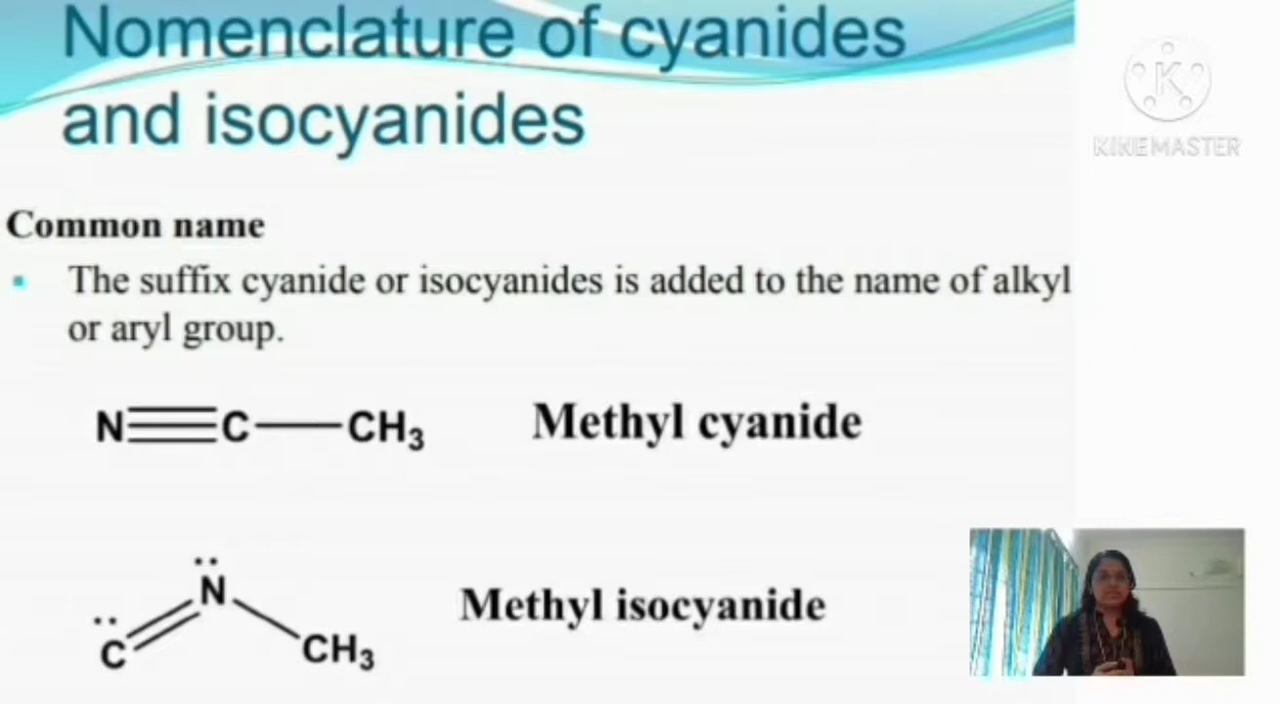 Nomenclature of cyanides
and isocyanides
K
KINEMASTER
Common name
▪ The suffix cyanide or isocyanides is added to the name of alkyl
or aryl group.
N≡C—CH₃ Methyl cyanide
N
C CH₃ Methyl isocyanide